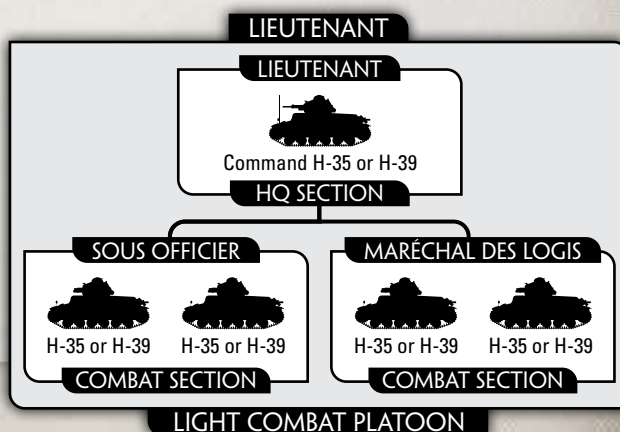 LIEUTENANT
LIEUTENANT
Command H-35 or H-39
HQ SECTION
SOUS OFFICIER
MARÉCHAL DES LOGIS
H-35 or H-39 H-35 or H-39
H-35 or H-39 H-35 or H-39
COMBAT SECTION
COMBAT SECTION
LIGHT COMBAT PLATOON